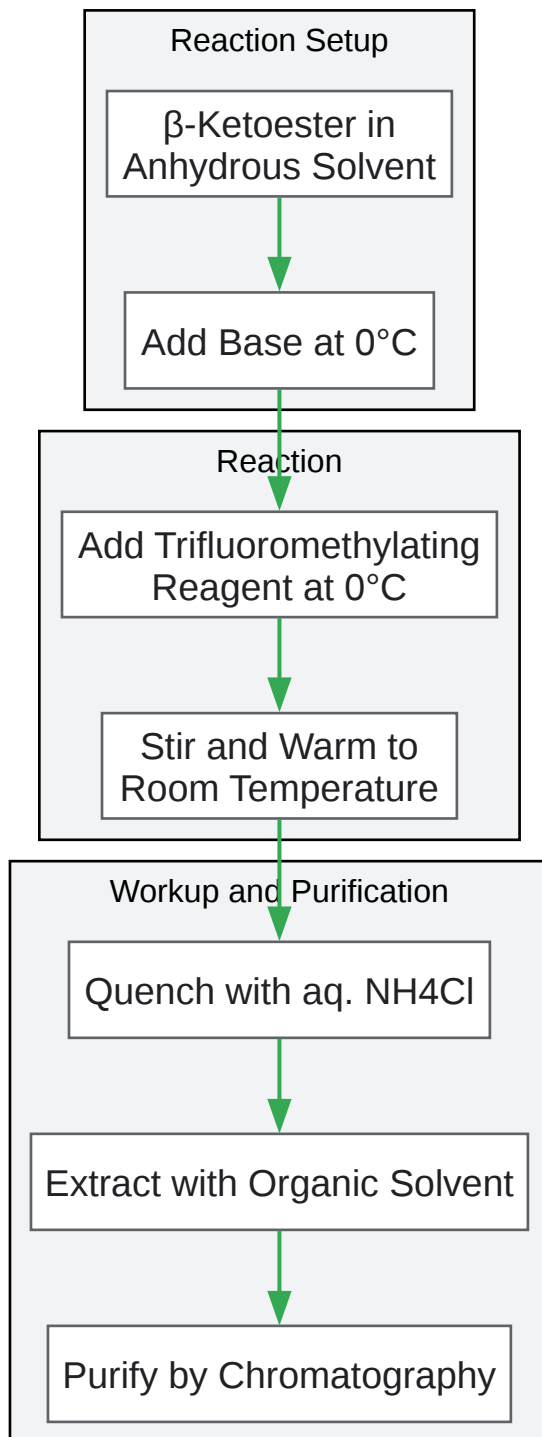 Reaction Setup
β-Ketoester in
Anhydrous Solvent
Add Base at 0°C
Reaction
Add Trifluoromethylating
Reagent at 0°C
Stir and Warm to
Room Temperature
Workup and Purification
Quench with aq. NH4Cl
Extract with Organic Solvent
Purify by Chromatography